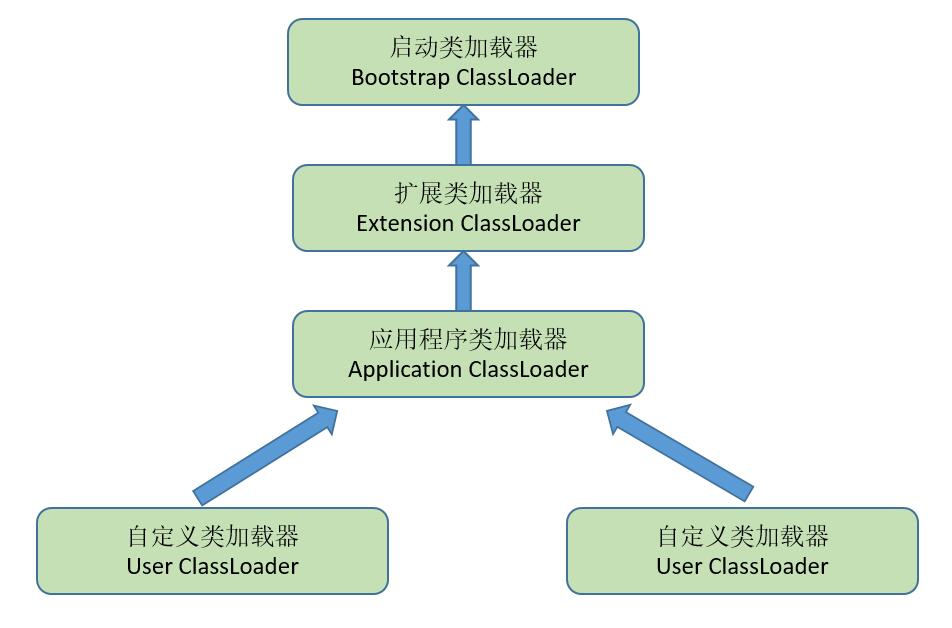 启动类加载器
Bootstrap ClassLoader
扩展类加载器
Extension ClassLoader
应用程序类加载器
Application ClassLoader
自定义类加载器
User ClassLoader
自定义类加载器
User ClassLoader